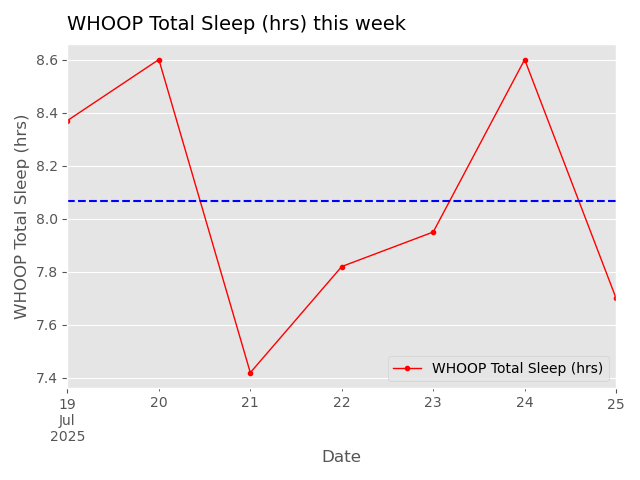 WHOOP Total Sleep (hrs) this week
8.6
8.4
8.2
8.0
7.8
7.6
7.4
WHOOP Total Sleep (hrs)
WHOOP Total Sleep (hrs)
19 20 21 22 23 24 25
Jul
2025
Date